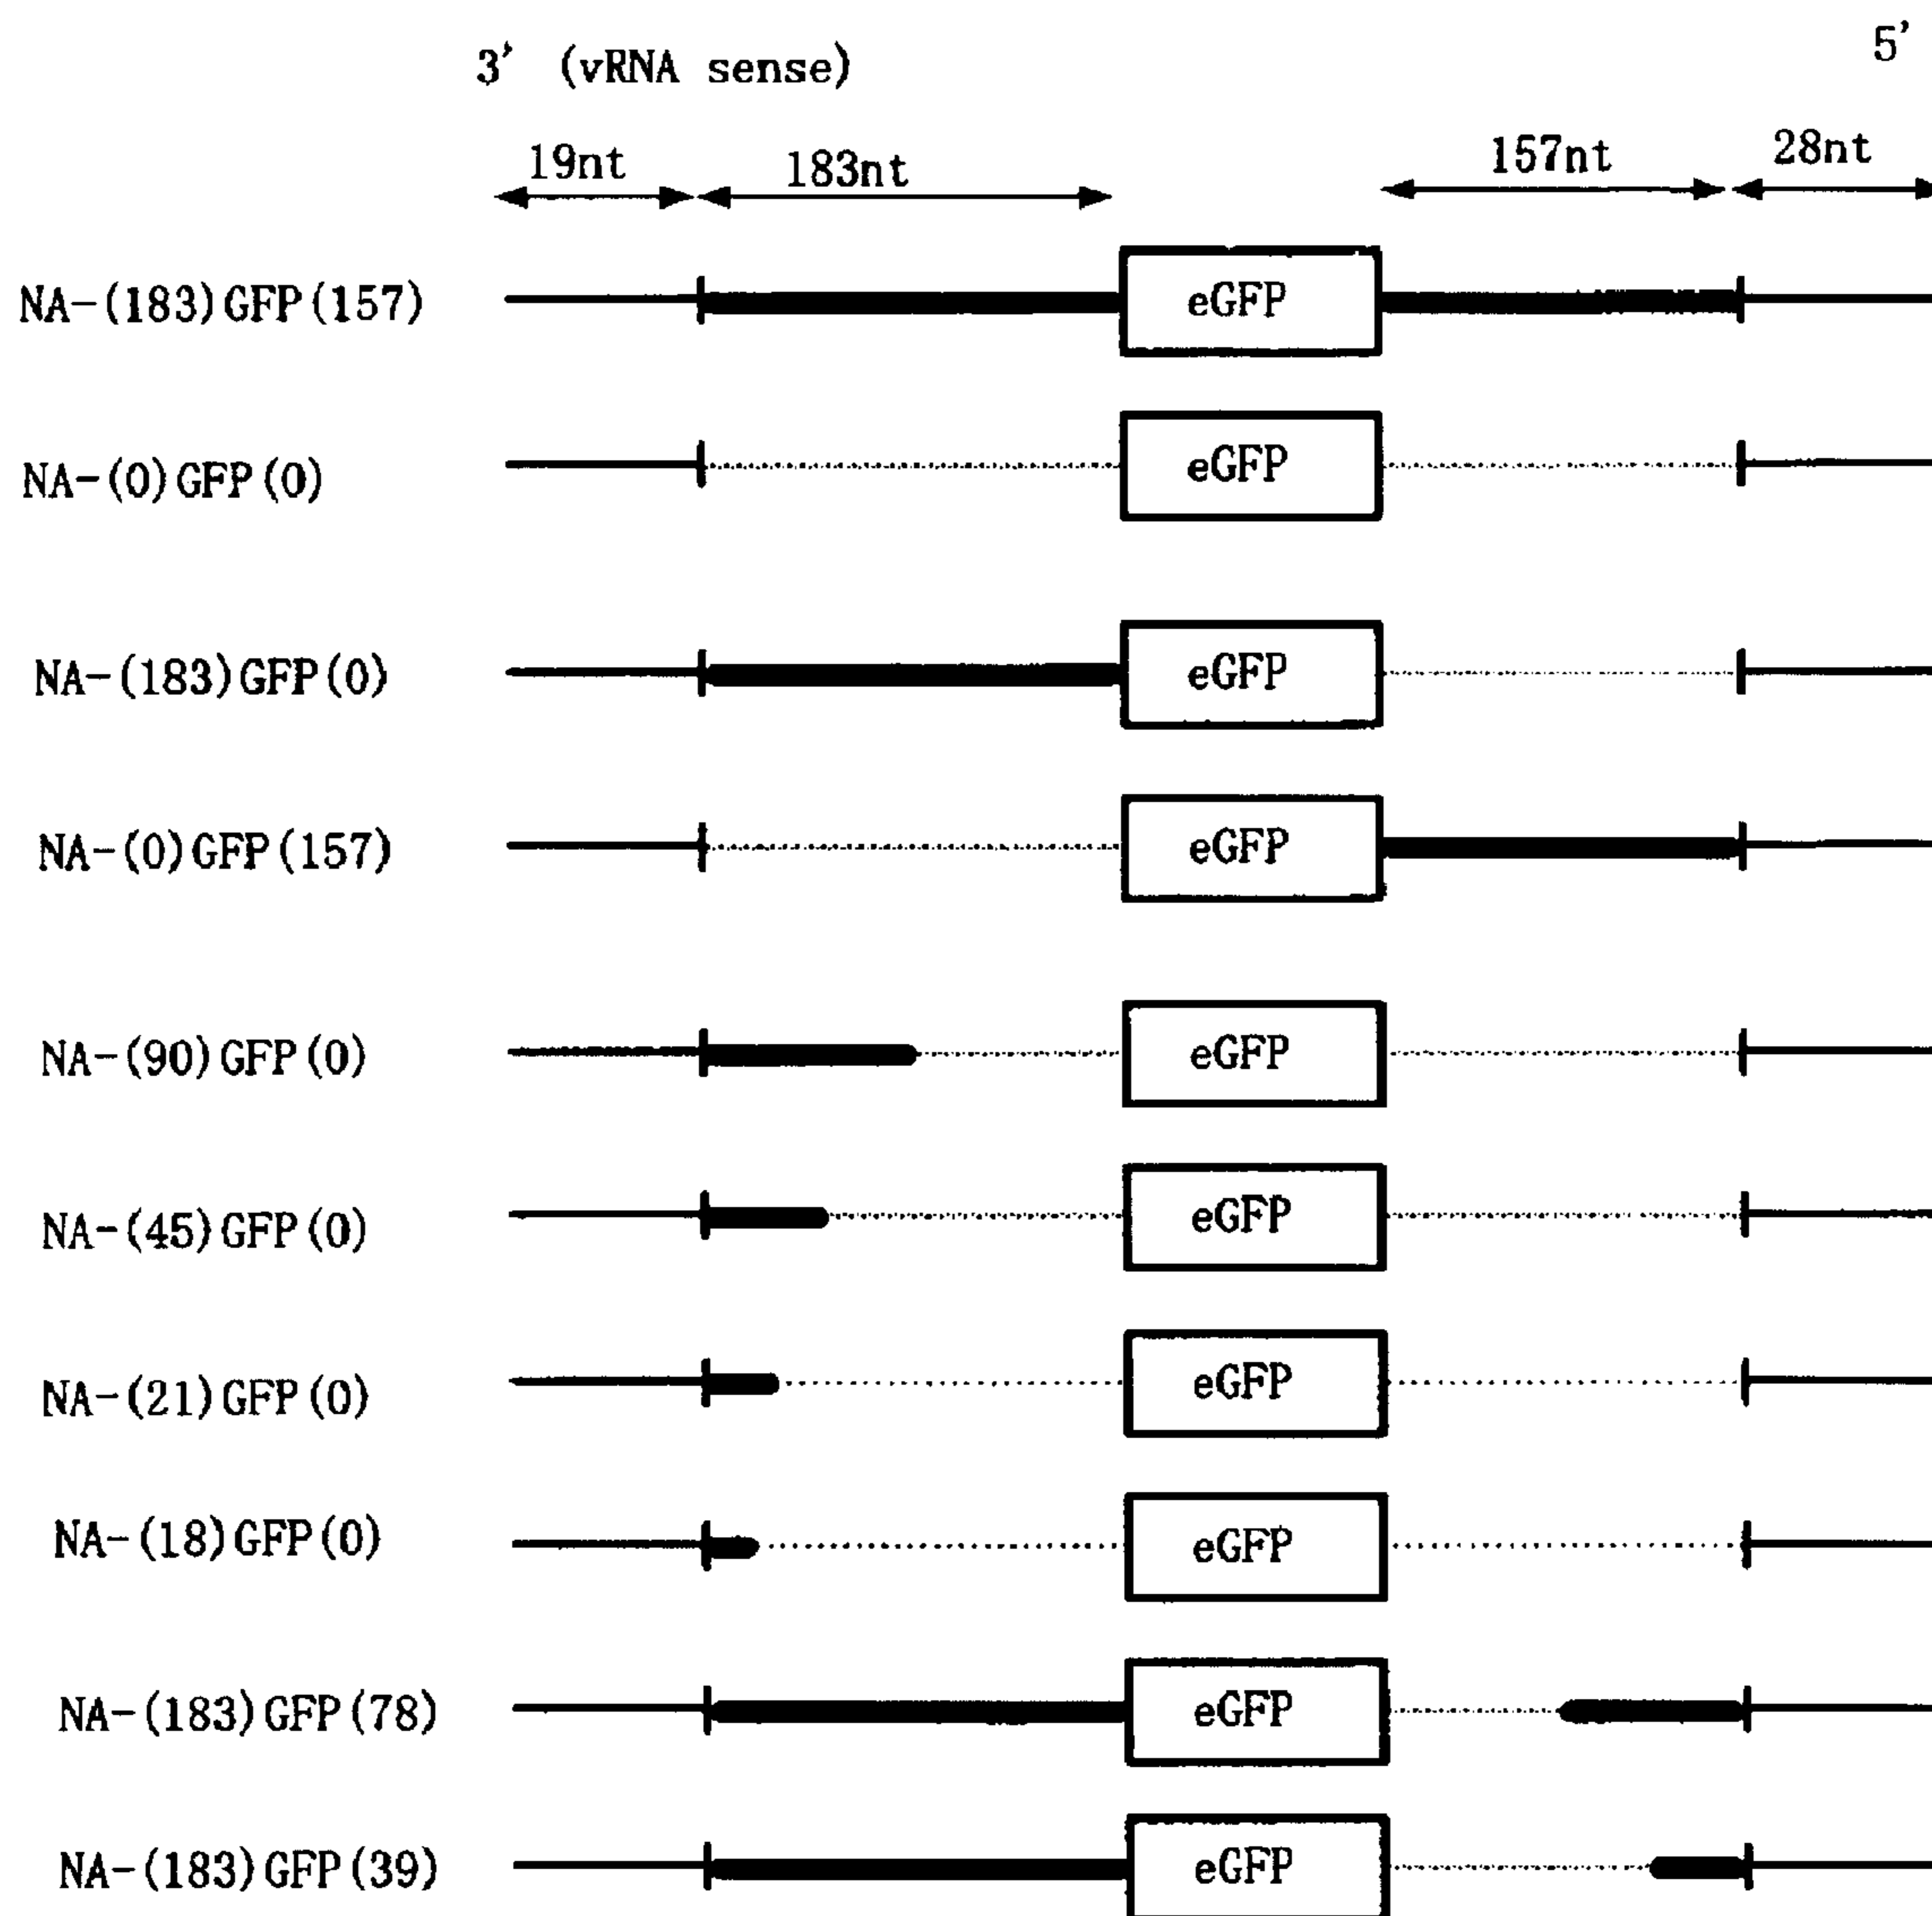 3' (vRNA sense) 5'
19nt 183nt 157nt 28nt
NA-(183)GFP(157) eGFP
NA-(0)GFP(0) eGFP
NA-(183)GFP(0) eGFP
NA-(0)GFP(157) eGFP
NA-(90)GFP(0) eGFP
NA-(45)GFP(0) eGFP
NA-(21)GFP(0) eGFP
NA-(18)GFP(0) eGFP
NA-(183)GFP(78) eGFP
NA-(183)GFP(39) eGFP